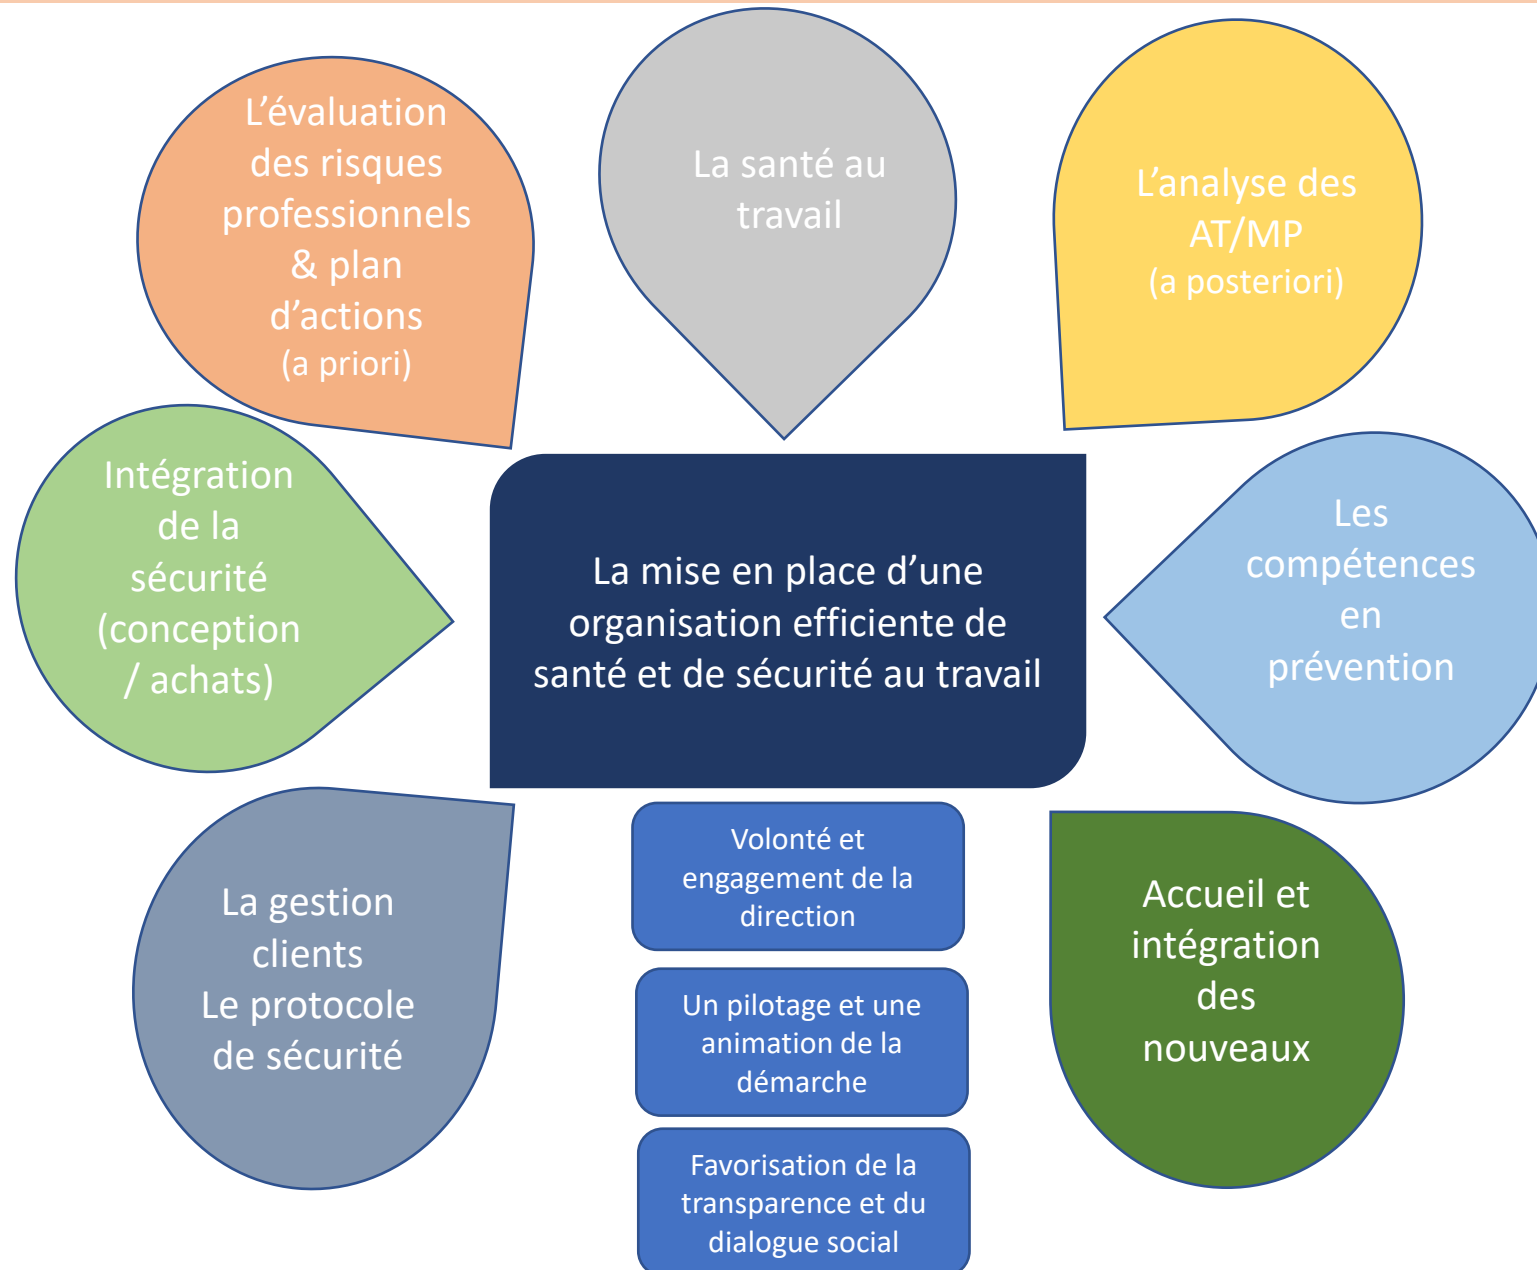 L’évaluation
des risques
professionnels
& plan
d’actions
(a priori)
La santé au
travail
L’analyse des
AT/MP
(a posteriori)
Intégration
de la
sécurité
(conception
/ achats)
La mise en place d’une
organisation efficiente de
santé et de sécurité au travail
Les
compétences
en
prévention
La gestion
clients
Le protocole
de sécurité
Volonté et
engagement de la
direction
Un pilotage et une
animation de la
démarche
Favorisation de la
transparence et du
dialogue social
Accueil et
intégration
des
nouveaux